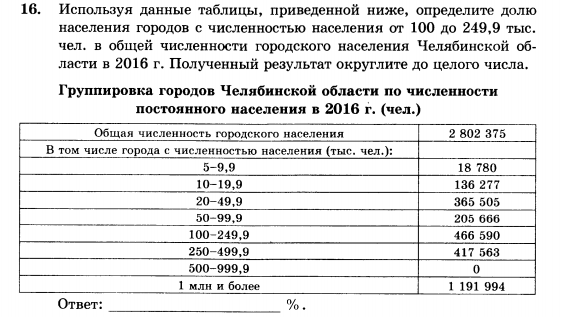 16. Используя данные таблицы, приведенной ниже, определите долю
населения городов с численностью населения от 100 до 249,9 тыс.
чел. в общей численности городского населения Челябинской об-
ласти в 2016 г. Полученный результат округлите до целого числа.
Группировка городов Челябинской области по численности
постоянного населения в 2016 г. (чел.)
Общая численность городского населения 2 802 375
В том числе города с численностью населения (тыс. чел.):
5–9,9 18 780
10–19,9 136 277
20–49,9 365 505
50–99,9 205 666
100–249,9 466 590
250–499,9 417 563
500–999,9 0
1 млн и более 1 191 994
Ответ: ____________________ %.